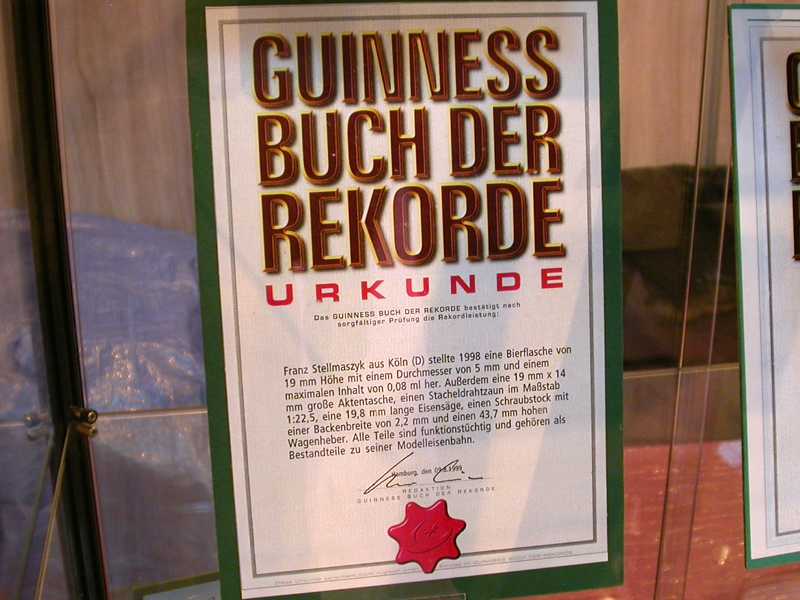 GUINNESS
BUCH DER
REKORDE
URKUNDE
Das GUINNESS BUCH DER REKORDE bestätigt nach
sorgfältiger Prüfung die Rekordleistung:
Franz Stellmaszyk aus Köln (D) stellte 1998 eine Bierflasche von
19 mm Höhe mit einem Durchmesser von 5 mm und einem
maximalen Inhalt von 0,08 ml her. Außerdem eine 19 mm x 14
mm große Aktentasche, einen Stacheldrahtzaun im Maßstab
1:22,5, eine 19,8 mm lange Eisensäge, einen Schraubstock mit
einer Backenbreite von 2,2 mm und einen 43,7 mm hohen
Wagenheber. Alle Teile sind funktionstüchtig und gehören als
Bestandteile zu seiner Modelleisenbahn.
Hamburg, den 09.8.1999
REDAKTION
GUINNESS BUCH DER REKORDE